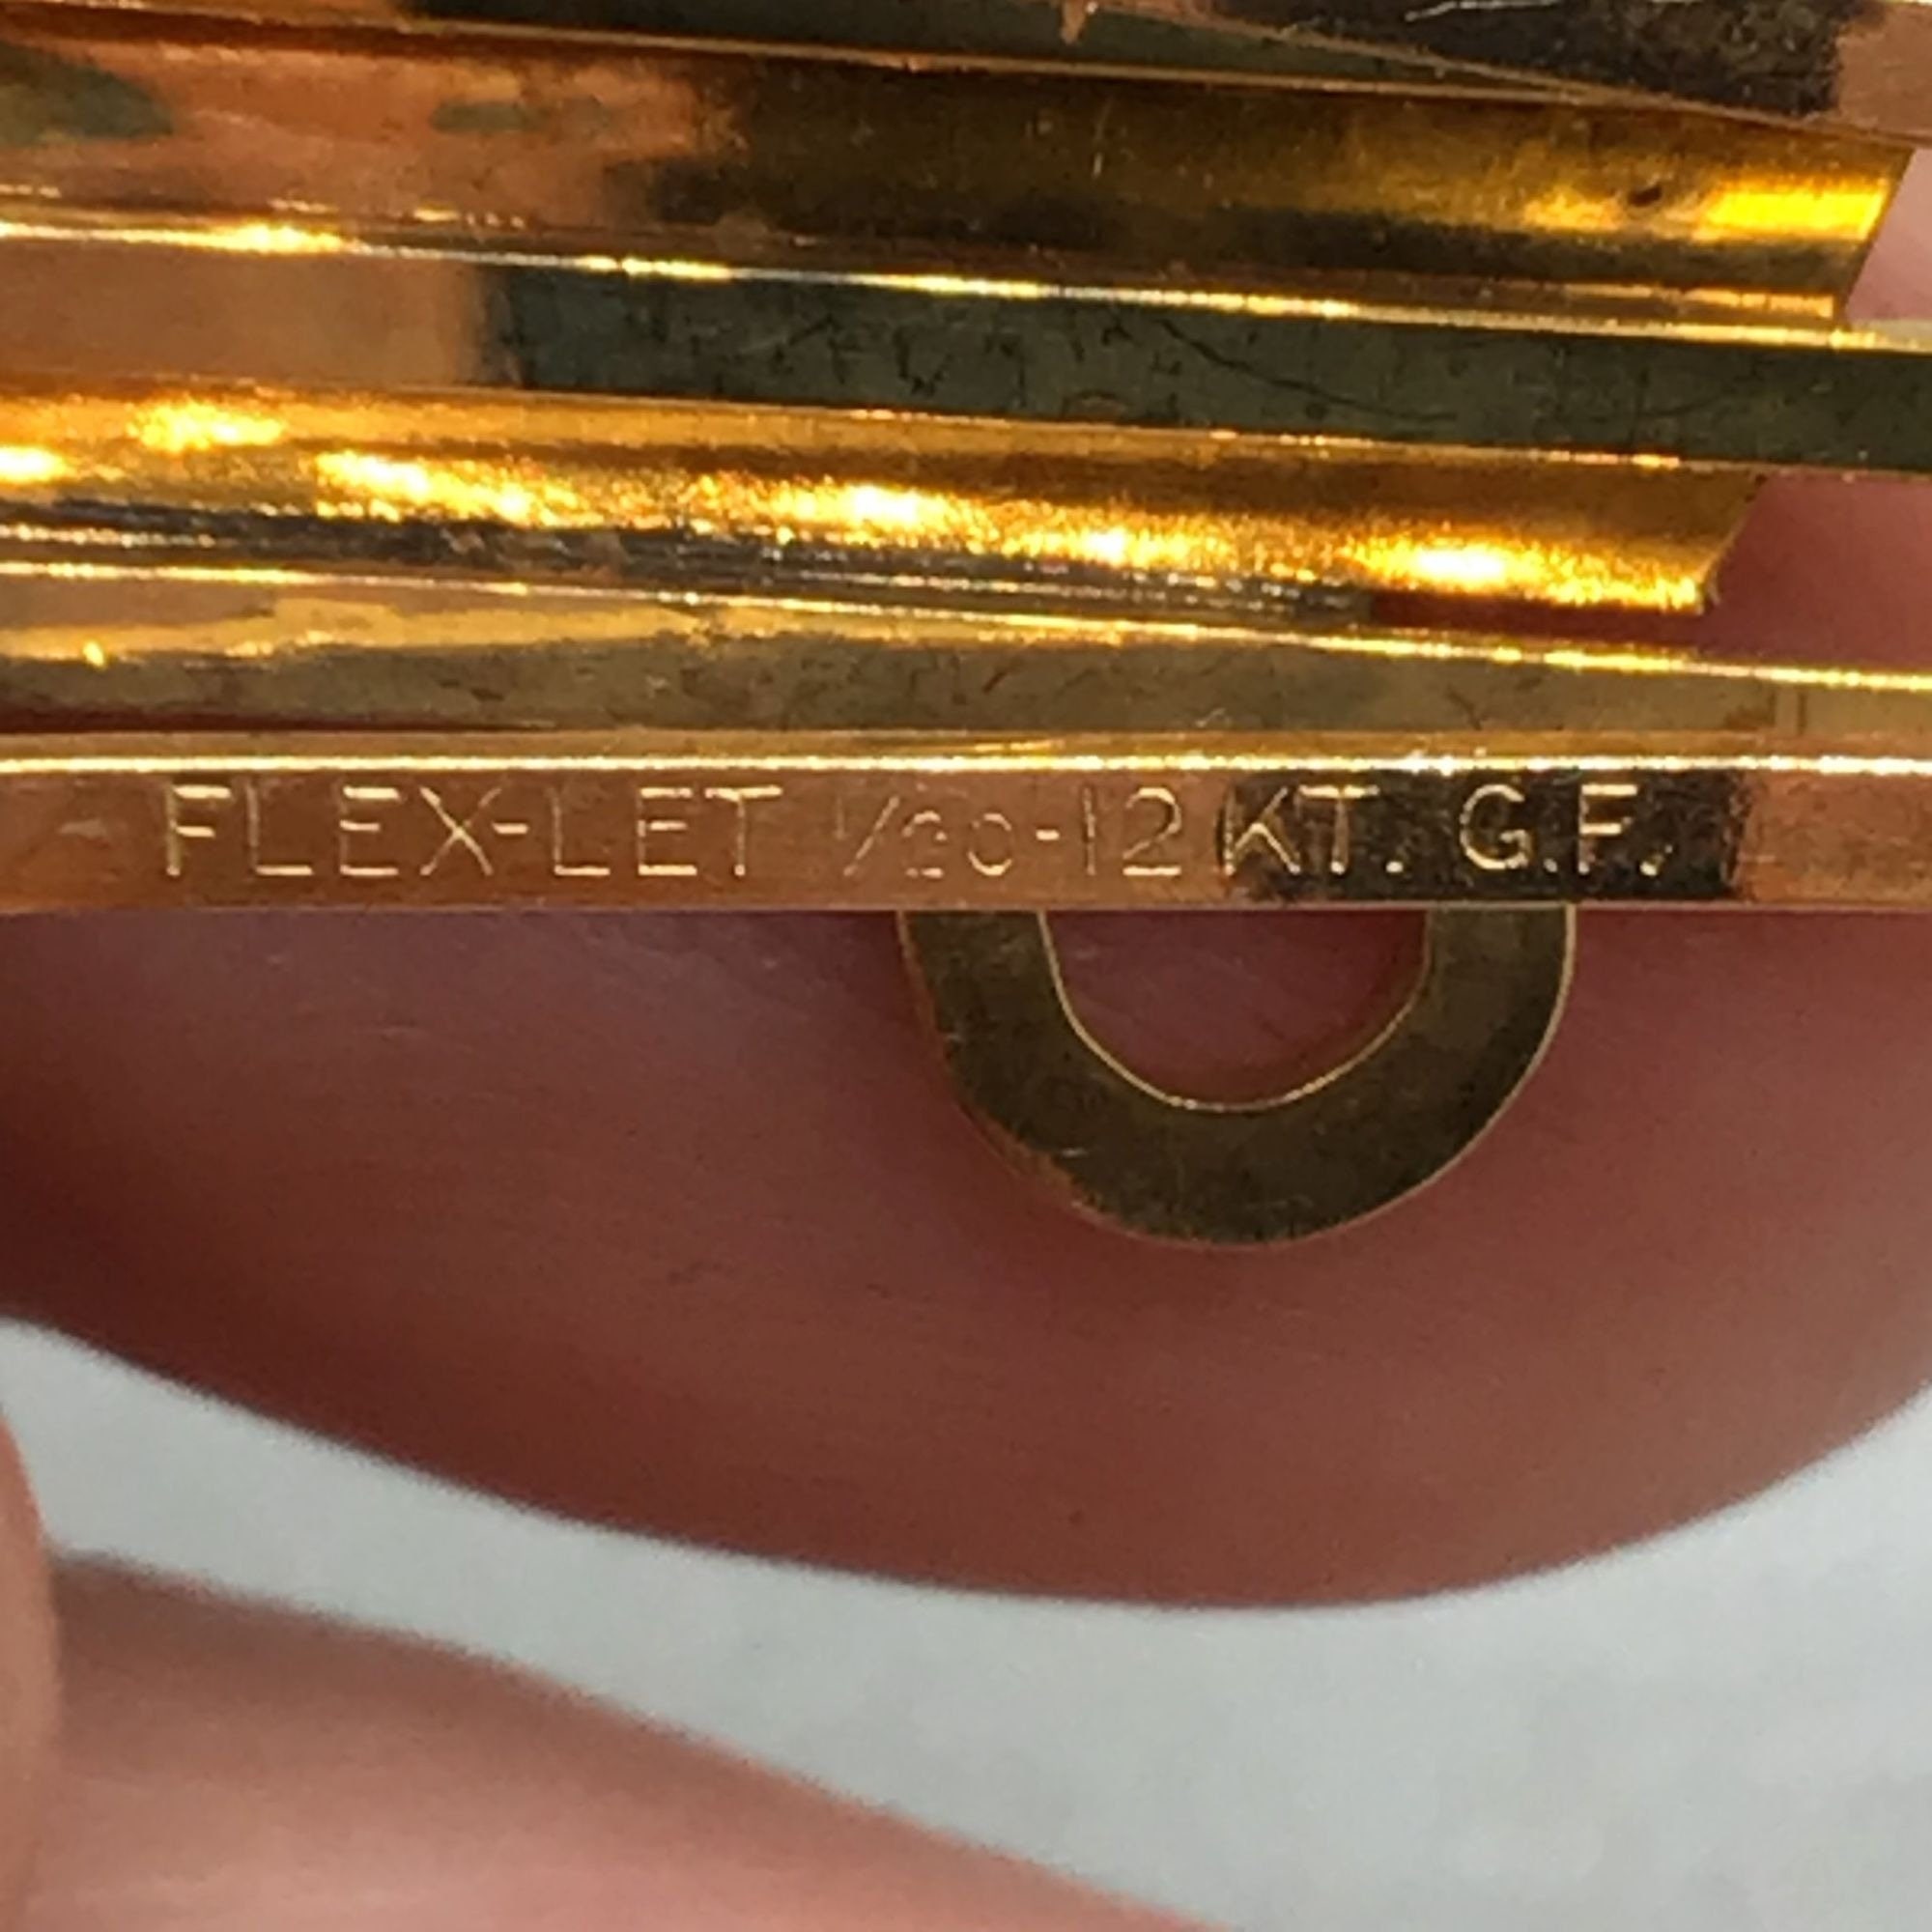 FLEX-LET 1/20-12 KT. G.F.